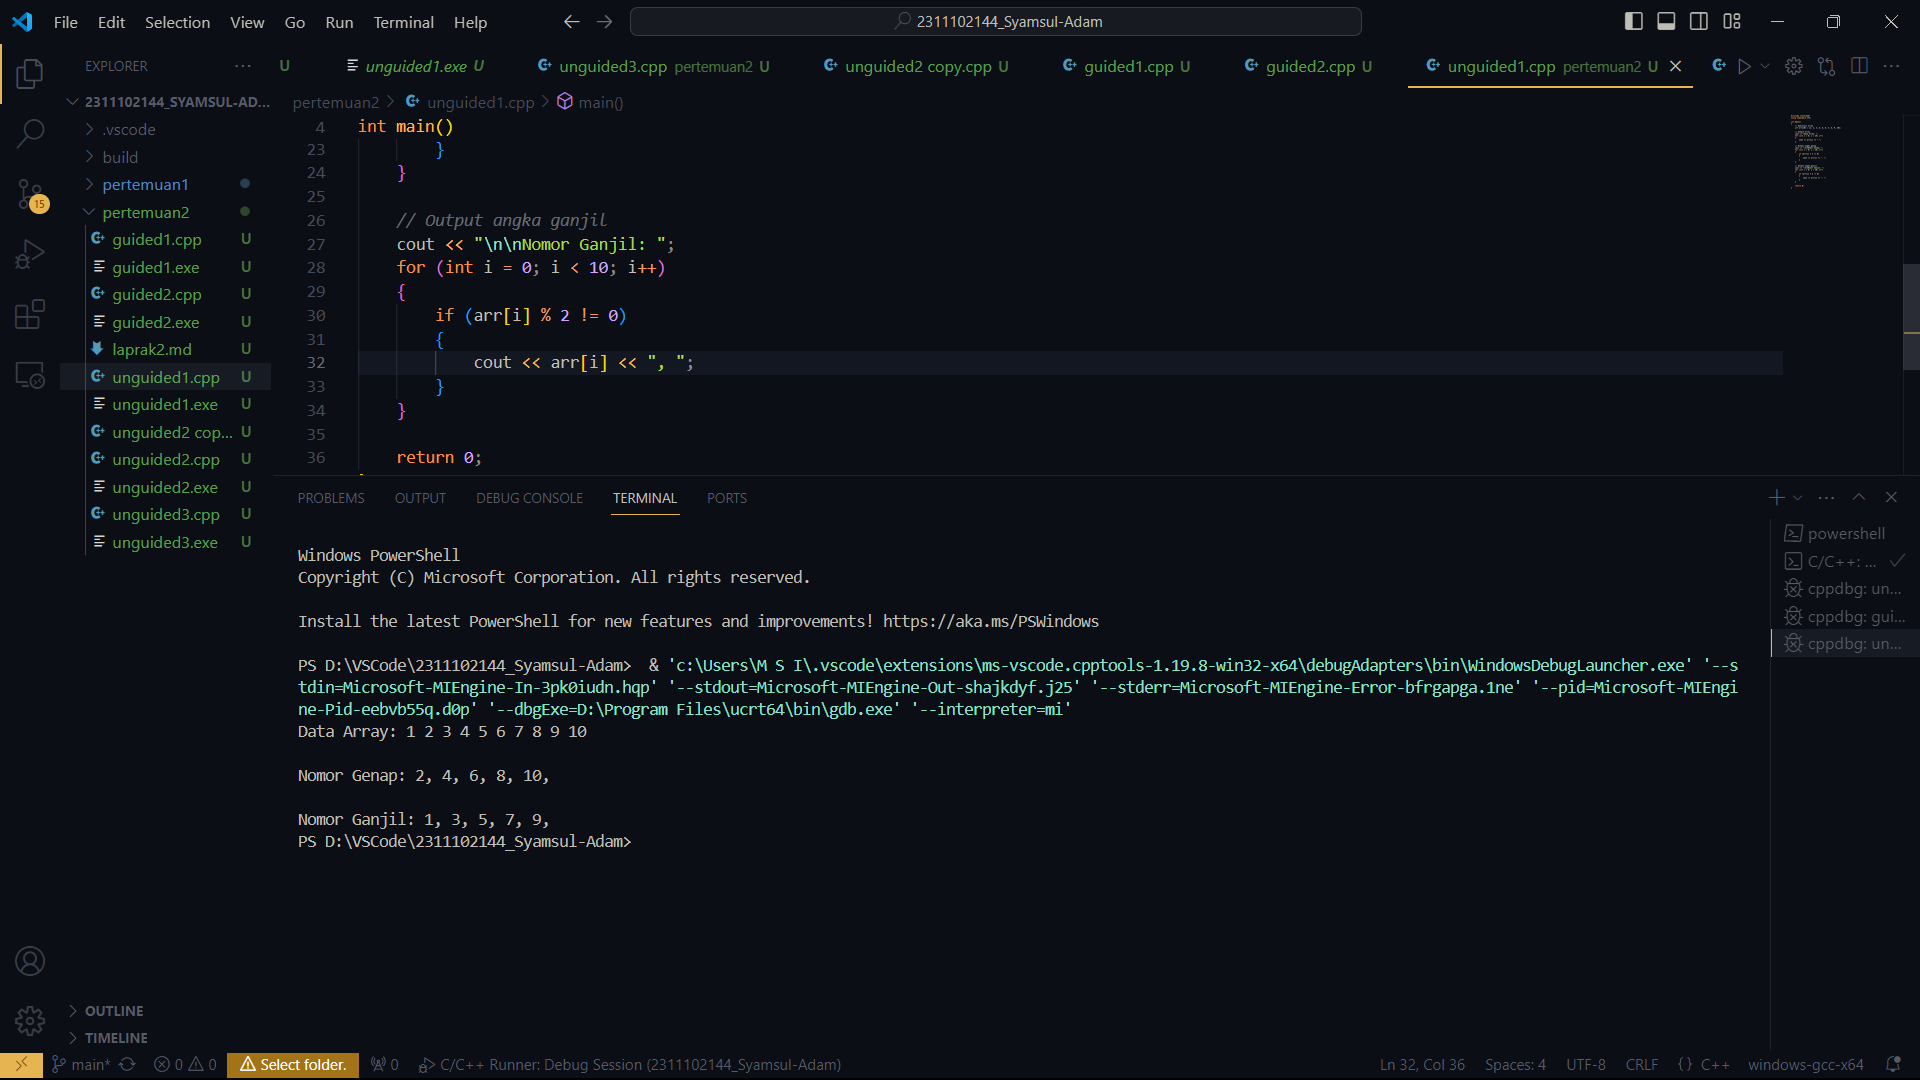 File Edit Selection View Go Run Terminal Help
2311102144_Syamsul-Adam
EXPLORER
U
unguided1.exe U
unguided3.cpp pertemuan2 U
unguided2 copy.cpp U
guided1.cpp U
guided2.cpp U
unguided1.cpp pertemuan2 U
2311102144_SYAMSUL-AD...
.vscode
build
pertemuan1
pertemuan2
guided1.cpp U
guided1.exe U
guided2.cpp U
guided2.exe U
laprak2.md U
unguided1.cpp U
unguided1.exe U
unguided2 cop... U
unguided2.cpp U
unguided2.exe U
unguided3.cpp U
unguided3.exe U
15
OUTLINE
TIMELINE
pertemuan2 > unguided1.cpp > main()
4 int main()
23 }
24 }
25
26 // Output angka ganjil
27 cout << "\n\nNomor Ganjil: ";
28 for (int i = 0; i < 10; i++)
29 {
30 if (arr[i] % 2 != 0)
31 {
32 cout << arr[i] << ", ";
33 }
34 }
35
36 return 0;
PROBLEMS OUTPUT DEBUG CONSOLE TERMINAL PORTS
Windows PowerShell
Copyright (C) Microsoft Corporation. All rights reserved.
Install the latest PowerShell for new features and improvements! https://aka.ms/PSWindows
PS D:\VSCode\2311102144_Syamsul-Adam>  & 'c:\Users\M S I\.vscode\extensions\ms-vscode.cpptools-1.19.8-win32-x64\debugAdapters\bin\WindowsDebugLauncher.exe' '--s
tdin=Microsoft-MIEngine-In-3pk0iudn.hqp' '--stdout=Microsoft-MIEngine-Out-shajkdyf.j25' '--stderr=Microsoft-MIEngine-Error-bfrgapga.1ne' '--pid=Microsoft-MIEngi
ne-Pid-eebvb55q.d0p' '--dbgExe=D:\Program Files\ucrt64\bin\gdb.exe' '--interpreter=mi'
Data Array: 1 2 3 4 5 6 7 8 9 10
Nomor Genap: 2, 4, 6, 8, 10,
Nomor Ganjil: 1, 3, 5, 7, 9,
PS D:\VSCode\2311102144_Syamsul-Adam>
powershell
C/C++: ...
cppdbg: un...
cppdbg: gui...
cppdbg: un...
main* 0 0 Select folder. 0 C/C++ Runner: Debug Session (2311102144_Syamsul-Adam)
Ln 32, Col 36 Spaces: 4 UTF-8 CRLF {} C++ windows-gcc-x64